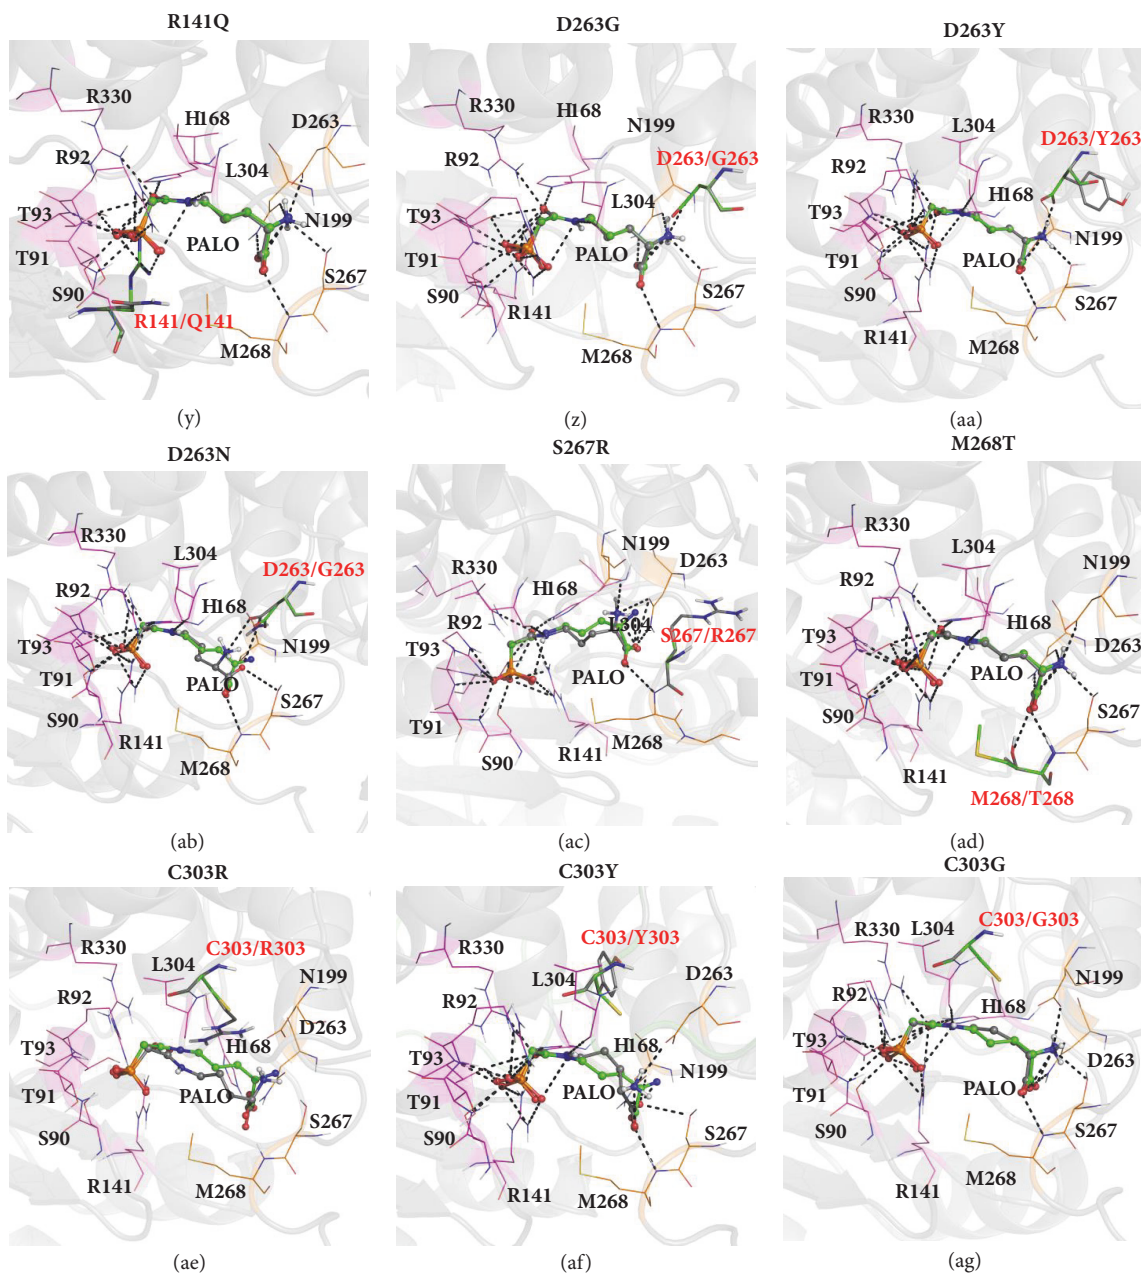 R141Q
R330
H168
D263
R92
L304
T93
N199
T91
S267
S90
R141/Q141
M268
(y)
D263G
R330
H168
N199
R92
D263/G263
L304
T93
PALO
T91
S267
S90
R141
M268
(z)
D263Y
R330
L304
D263/Y263
R92
H168
T93
N199
T91
PALO
S267
R141
M268
(aa)
D263N
R330
L304
D263/G263
R92
H168
T93
N199
T91
PALO
S267
S90
R141
M268
(ab)
S267R
N199
D263
R330
H168
R92
L304
S267/R267
T93
PALO
T91
M268
R141
S90
(ac)
M268T
L304
R330
N199
R92
H168
D263
T93
PALO
T91
S267
S90
R141
M268/T268
(ad)
C303R
R330
C303/R303
L304
N199
R92
D263
T93
H168
T91
PALO
S267
S90
R141
M268
(ae)
C303Y
R330
C303/Y303
L304
D263
R92
H168
T93
N199
T91
PALO
S90
S267
R141
M268
(af)
C303G
R330
L304
C303/G303
N199
R92
H168
T93
D263
T91
PALO
S90
S267
R141
M268
(ag)